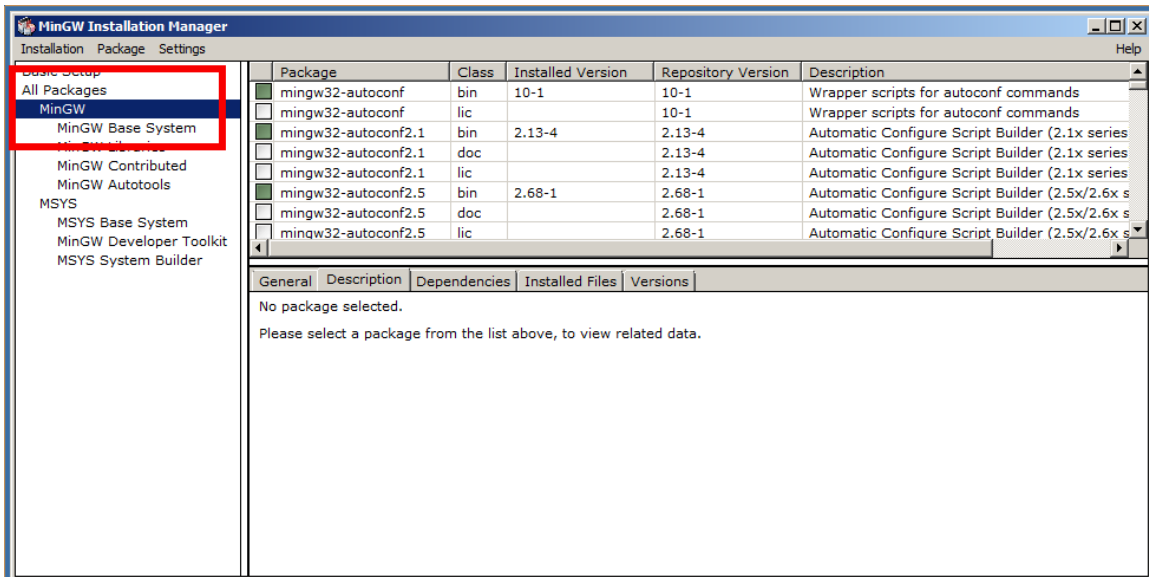 MinGW Installation Manager
Installation Package Settings Help
Basic Setup
All Packages
MinGW
MinGW Base System
MinGW Libraries
MinGW Contributed
MinGW Autotools
MSYS
MSYS Base System
MinGW Developer Toolkit
MSYS System Builder
Package Class Installed Version Repository Version Description
mingw32-autoconf bin 10-1 10-1 Wrapper scripts for autoconf commands
mingw32-autoconf lic 10-1 Wrapper scripts for autoconf commands
mingw32-autoconf2.1 bin 2.13-4 2.13-4 Automatic Configure Script Builder (2.1x series
mingw32-autoconf2.1 doc 2.13-4 Automatic Configure Script Builder (2.1x series
mingw32-autoconf2.1 lic 2.13-4 Automatic Configure Script Builder (2.1x series
mingw32-autoconf2.5 bin 2.68-1 2.68-1 Automatic Configure Script Builder (2.5x/2.6x s
mingw32-autoconf2.5 doc 2.68-1 Automatic Configure Script Builder (2.5x/2.6x s
mingw32-autoconf2.5 lic 2.68-1 Automatic Configure Script Builder (2.5x/2.6x s
General Description Dependencies Installed Files Versions
No package selected.
Please select a package from the list above, to view related data.